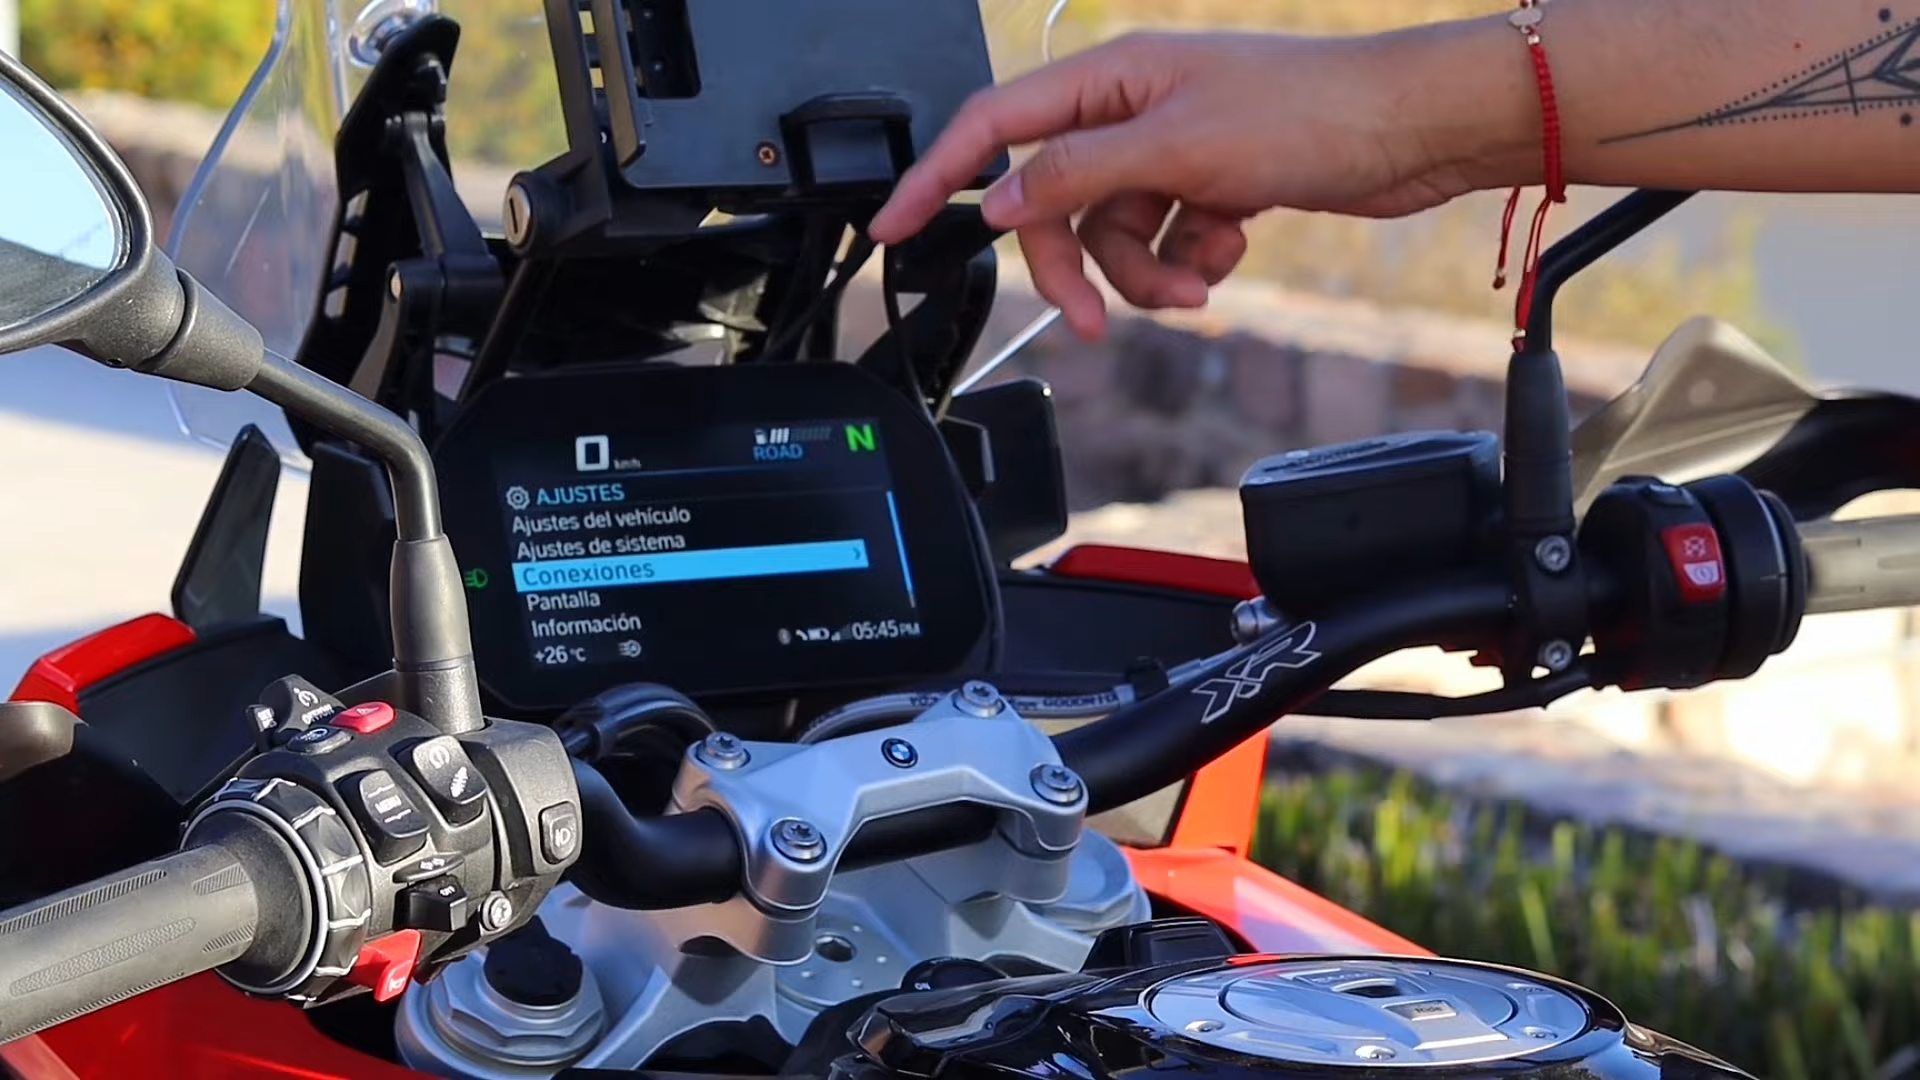 0 km/h
ROAD
N
AJUSTES
Ajustes del vehículo
Ajustes de sistema
Conexiones
Pantalla
Información
+26 °C
05:45 PM
XR
MENU